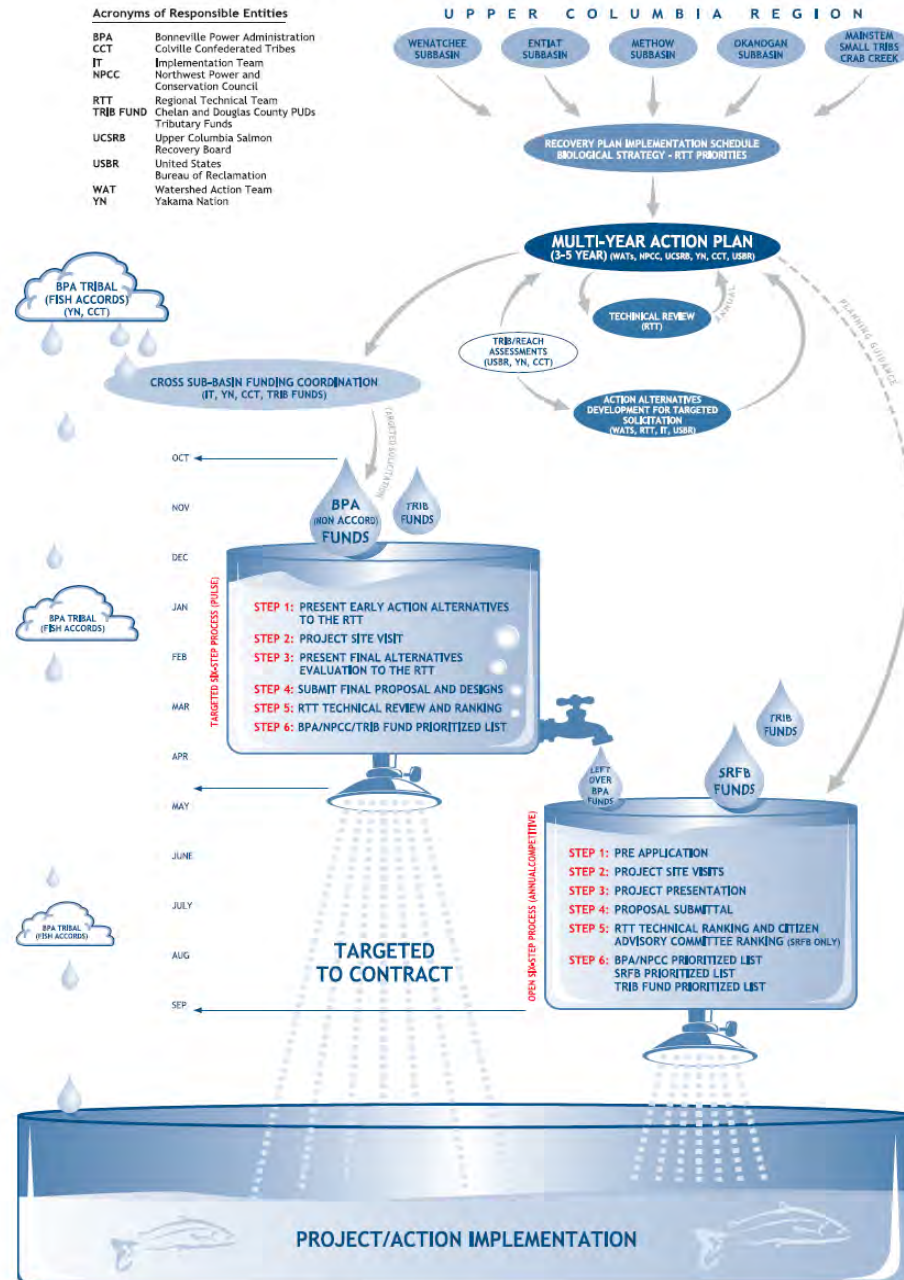 Acronyms of Responsible Entities
BPA Bonneville Power Administration
CCT Colville Confederated Tribes
IT Implementation Team
NPCC Northwest Power and
Conservation Council
RTT Regional Technical Team
TRIB FUND Chelan and Douglas County PUDs
Tributary Funds
UCSRB Upper Columbia Salmon
Recovery Board
USBR United States
Bureau of Reclamation
WAT Watershed Action Team
YN Yakama Nation
UPPER COLUMBIA REGION
WENATCHEE
SUBBASIN
ENTIAT
SUBBASIN
METHOW
SUBBASIN
OKANOGAN
SUBBASIN
MAINSTEM
SMALL TRIBS
CRAB CREEK
RECOVERY PLAN IMPLEMENTATION SCHEDULE
BIOLOGICAL STRATEGY - RTT PRIORITIES
MULTI-YEAR ACTION PLAN
(3-5 YEAR) (WATs, NPCC, UCSRB, YN, CCT, USBR)
TECHNICAL REVIEW
(RTT)
ANNUAL
TRIB/REACH
ASSESSMENTS
(USBR, YN, CCT)
ACTION ALTERNATIVES
DEVELOPMENT FOR TARGETED
SOLICITATION
(WATS, RTT, IT, USBR)
PLANNING GUIDANCE
BPA TRIBAL
(FISH ACCORDS)
(YN, CCT)
CROSS SUB-BASIN FUNDING COORDINATION
(IT, YN, CCT, TRIB FUNDS)
TARGETED SOLICITATION
OCT
NOV
DEC
JAN
FEB
MAR
APR
MAY
JUNE
JULY
AUG
SEP
BPA
(NON ACCORD)
FUNDS
TRIB
FUNDS
TARGETED SIX-STEP PROCESS (PULSE)
STEP 1: PRESENT EARLY ACTION ALTERNATIVES
TO THE RTT
STEP 2: PROJECT SITE VISIT
STEP 3: PRESENT FINAL ALTERNATIVES
EVALUATION TO THE RTT
STEP 4: SUBMIT FINAL PROPOSAL AND DESIGNS
STEP 5: RTT TECHNICAL REVIEW AND RANKING
STEP 6: BPA/NPCC/TRIB FUND PRIORITIZED LIST
BPA TRIBAL
(FISH ACCORDS)
LEFT
OVER
BPA
FUNDS
SRFB
FUNDS
TRIB
FUNDS
OPEN SIX-STEP PROCESS (ANNUALCOMPETITIVE)
STEP 1: PRE APPLICATION
STEP 2: PROJECT SITE VISITS
STEP 3: PROJECT PRESENTATION
STEP 4: PROPOSAL SUBMITTAL
STEP 5: RTT TECHNICAL RANKING AND CITIZEN
ADVISORY COMMITTEE RANKING (SRFB ONLY)
STEP 6: BPA/NPCC PRIORITIZED LIST
SRFB PRIORITIZED LIST
TRIB FUND PRIORITIZED LIST
BPA TRIBAL
(FISH ACCORDS)
TARGETED
TO CONTRACT
PROJECT/ACTION IMPLEMENTATION